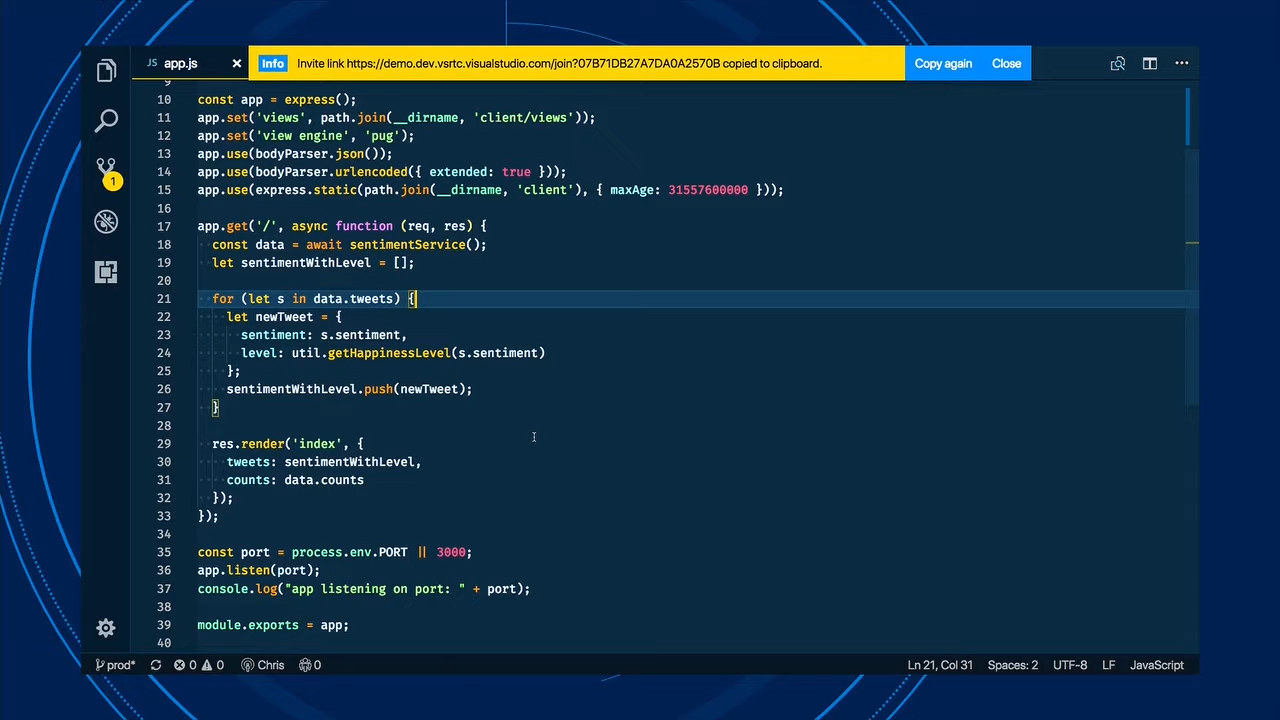 JS app.js × Info Invite link https://demo.dev.vsrtc.visualstudio.com/join?07B71DB27A7DA0A2570B copied to clipboard. Copy again Close
1
9
10 const app = express();
11 app.set('views', path.join(__dirname, 'client/views'));
12 app.set('view engine', 'pug');
13 app.use(bodyParser.json());
14 app.use(bodyParser.urlencoded({ extended: true }));
15 app.use(express.static(path.join(__dirname, 'client'), { maxAge: 31557600000 }));
16
17 app.get('/', async function (req, res) {
18 const data = await sentimentService();
19 let sentimentWithLevel = [];
20
21 for (let s in data.tweets) {
22 let newTweet = {
23 sentiment: s.sentiment,
24 level: util.getHappinessLevel(s.sentiment)
25 };
26 sentimentWithLevel.push(newTweet);
27 }
28
29 res.render('index', {
30 tweets: sentimentWithLevel,
31 counts: data.counts
32 });
33 });
34
35 const port = process.env.PORT || 3000;
36 app.listen(port);
37 console.log("app listening on port: " + port);
38
39 module.exports = app;
40
prod* 0 0 Chris 0 Ln 21, Col 31 Spaces: 2 UTF-8 LF JavaScript